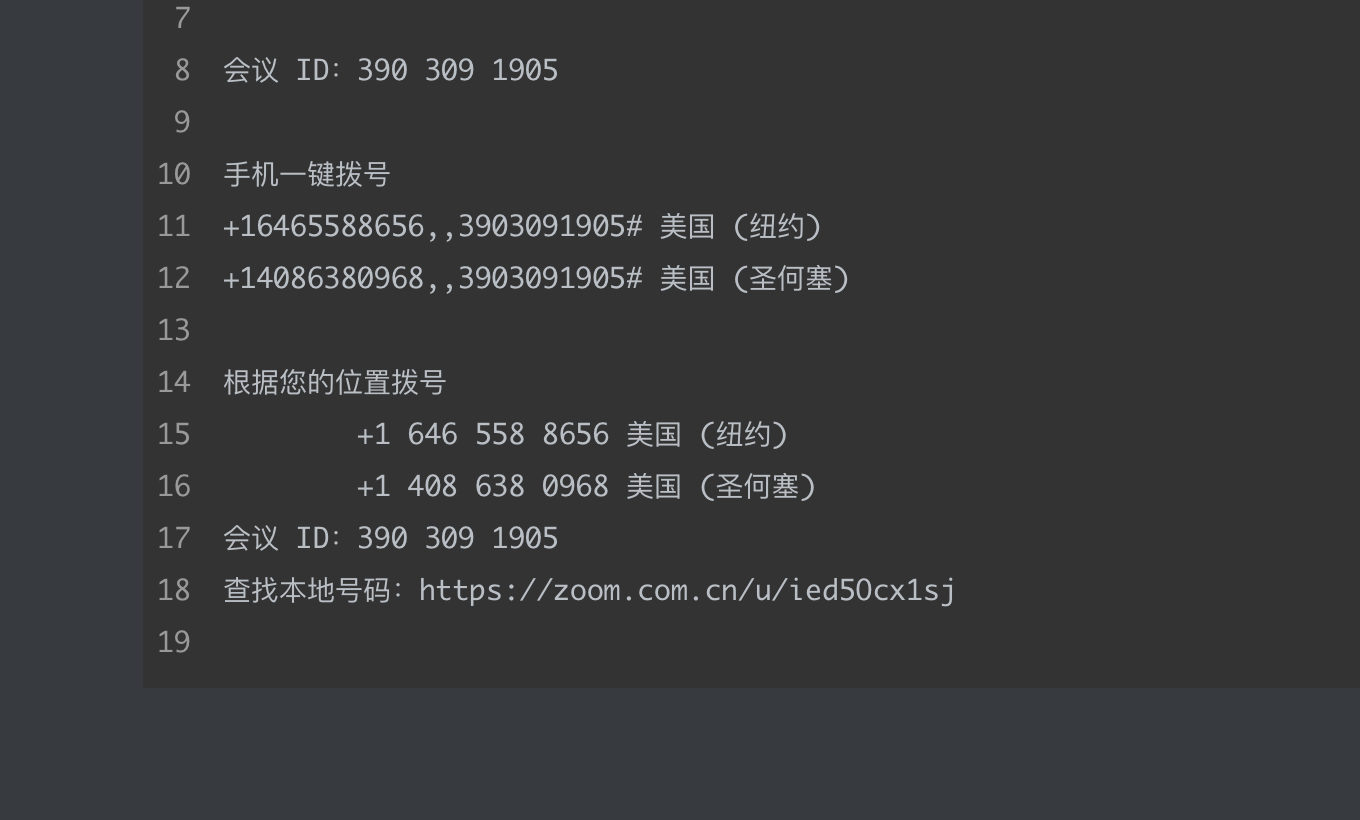 7
8 会议 ID：390 309 1905
9
10 手机一键拨号
11 +16465588656,,3903091905# 美国 (纽约)
12 +14086380968,,3903091905# 美国 (圣何塞)
13
14 根据您的位置拨号
15 +1 646 558 8656 美国 (纽约)
16 +1 408 638 0968 美国 (圣何塞)
17 会议 ID：390 309 1905
18 查找本地号码：https://zoom.com.cn/u/ied5Ocx1sj
19